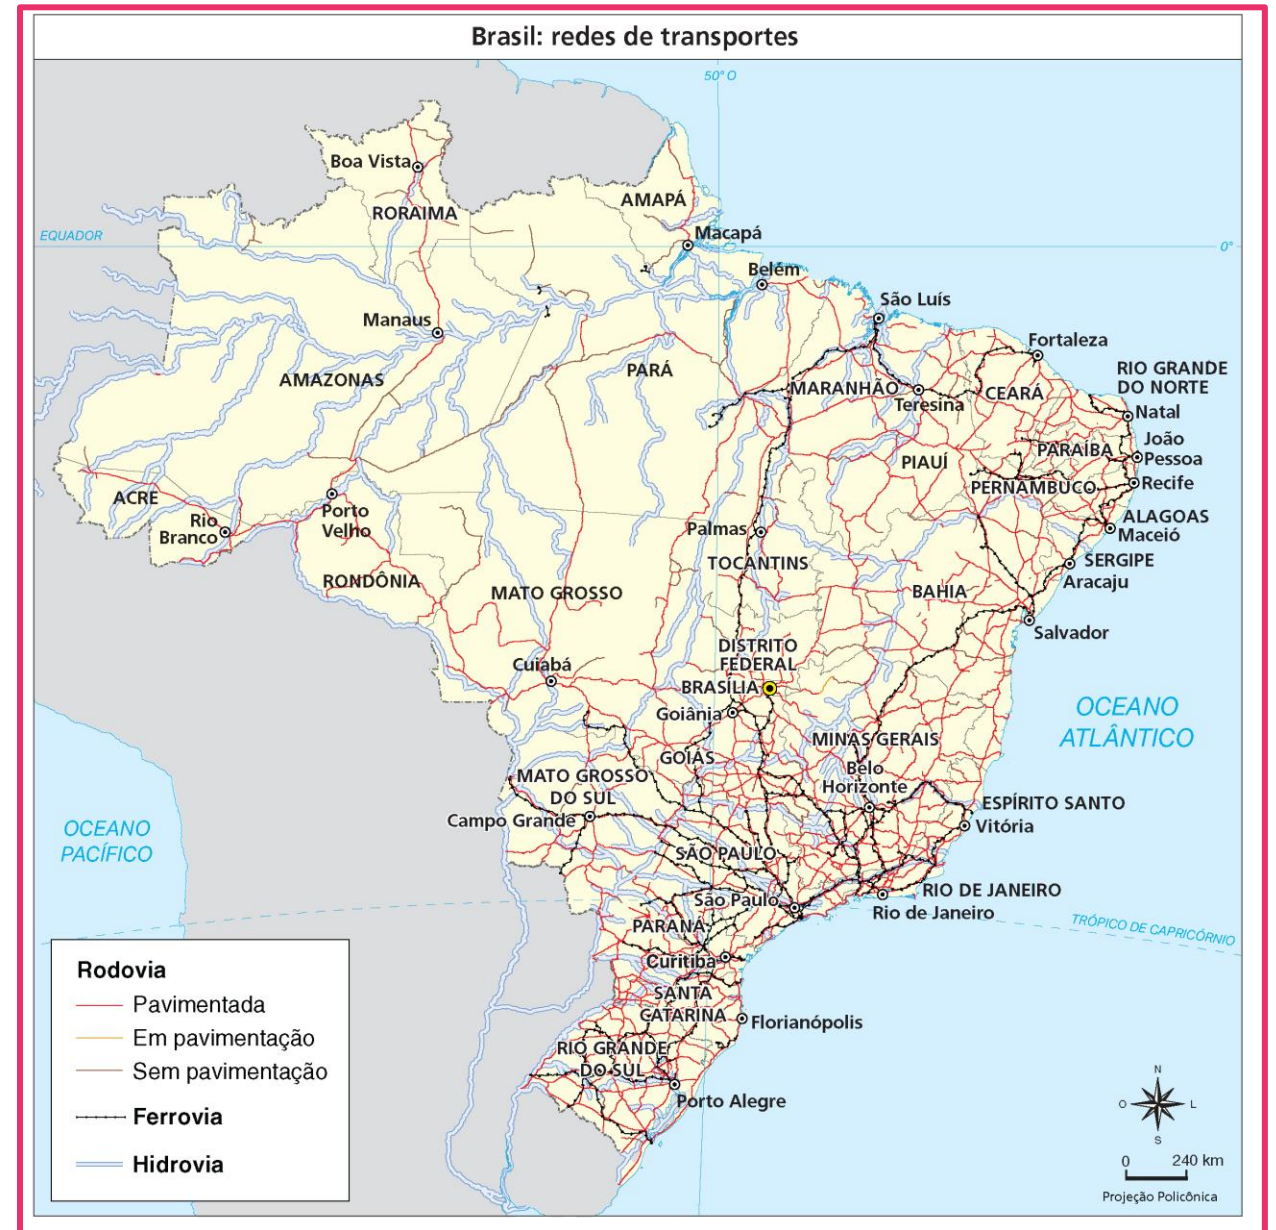 Brasil: redes de transportes
50° O
Boa Vista
RORAIMA
AMAPÁ
EQUADOR
Macapá
0°
Belém
São Luís
Manaus
Fortaleza
AMAZONAS
PARÁ
MARANHÃO
Teresina
CEARÁ
RIO GRANDE
DO NORTE
Natal
PIAUÍ
PARAÍBA
João
Pessoa
ACRE
PERNAMBUCO
Recife
Rio
Branco
Porto
Velho
Palmas
ALAGOAS
Maceió
TOCANTINS
SERGIPE
Aracaju
RONDÔNIA
MATO GROSSO
BAHIA
Salvador
Cuiabá
DISTRITO
FEDERAL
BRASÍLIA
Goiânia
OCEANO
ATLÂNTICO
MINAS GERAIS
GOIÁS
Belo
Horizonte
MATO GROSSO
DO SUL
Campo Grande
ESPÍRITO SANTO
Vitória
OCEANO
PACÍFICO
SÃO PAULO
São Paulo
RIO DE JANEIRO
Rio de Janeiro
TRÓPICO DE CAPRICÓRNIO
PARANÁ
Curitiba
SANTA
CATARINA
Florianópolis
RIO GRANDE
DO SUL
Porto Alegre
Rodovia
Pavimentada
Em pavimentação
Sem pavimentação
Ferrovia
Hidrovia
N
O
L
S
0 240 km
Projeção Policônica